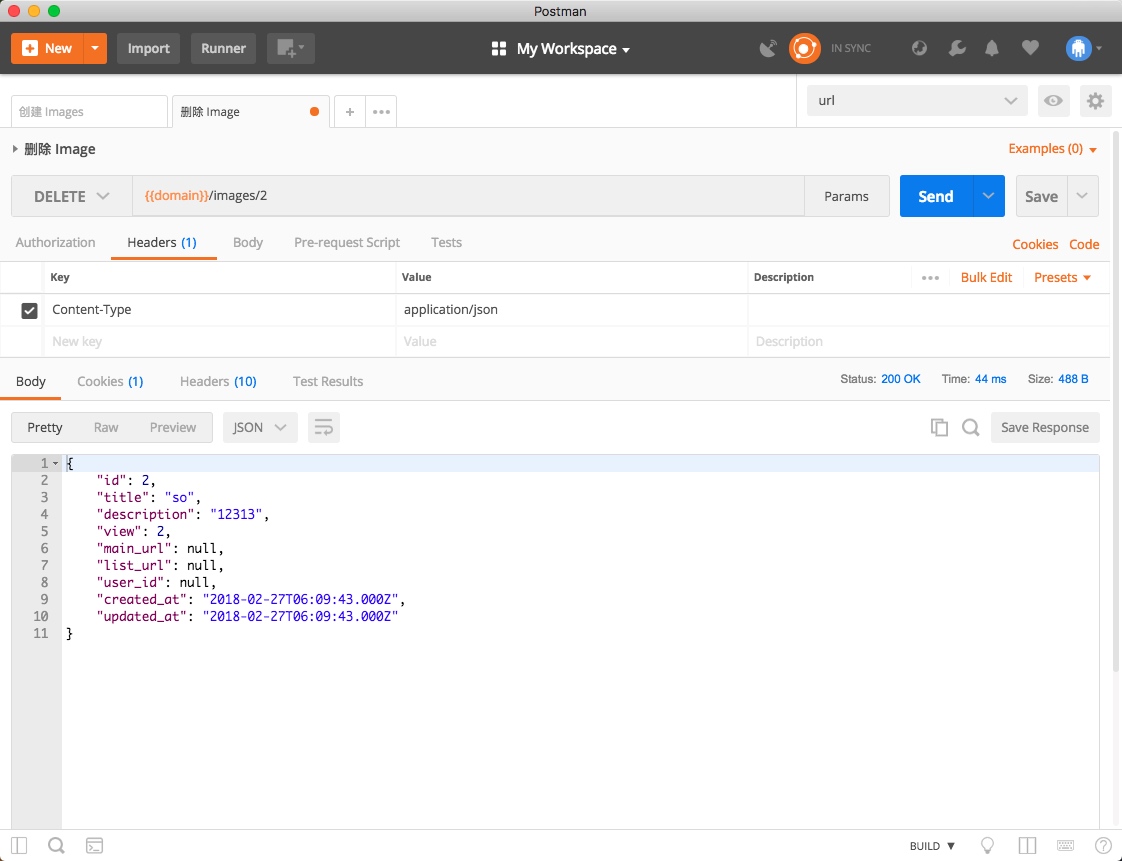 Postman
New Import Runner My Workspace IN SYNC
创建 Images 删除 Image + url
删除 Image Examples (0)
DELETE {{domain}}/images/2 Params Send Save
Authorization Headers (1) Body Pre-request Script Tests Cookies Code
Key Value Description Bulk Edit Presets
Content-Type application/json
New key Value Description
Body Cookies (1) Headers (10) Test Results Status: 200 OK Time: 44 ms Size: 488 B
Pretty Raw Preview JSON Save Response
1 {
2 "id": 2,
3 "title": "so",
4 "description": "12313",
5 "view": 2,
6 "main_url": null,
7 "list_url": null,
8 "user_id": null,
9 "created_at": "2018-02-27T06:09:43.000Z",
10 "updated_at": "2018-02-27T06:09:43.000Z"
11 }
BUILD